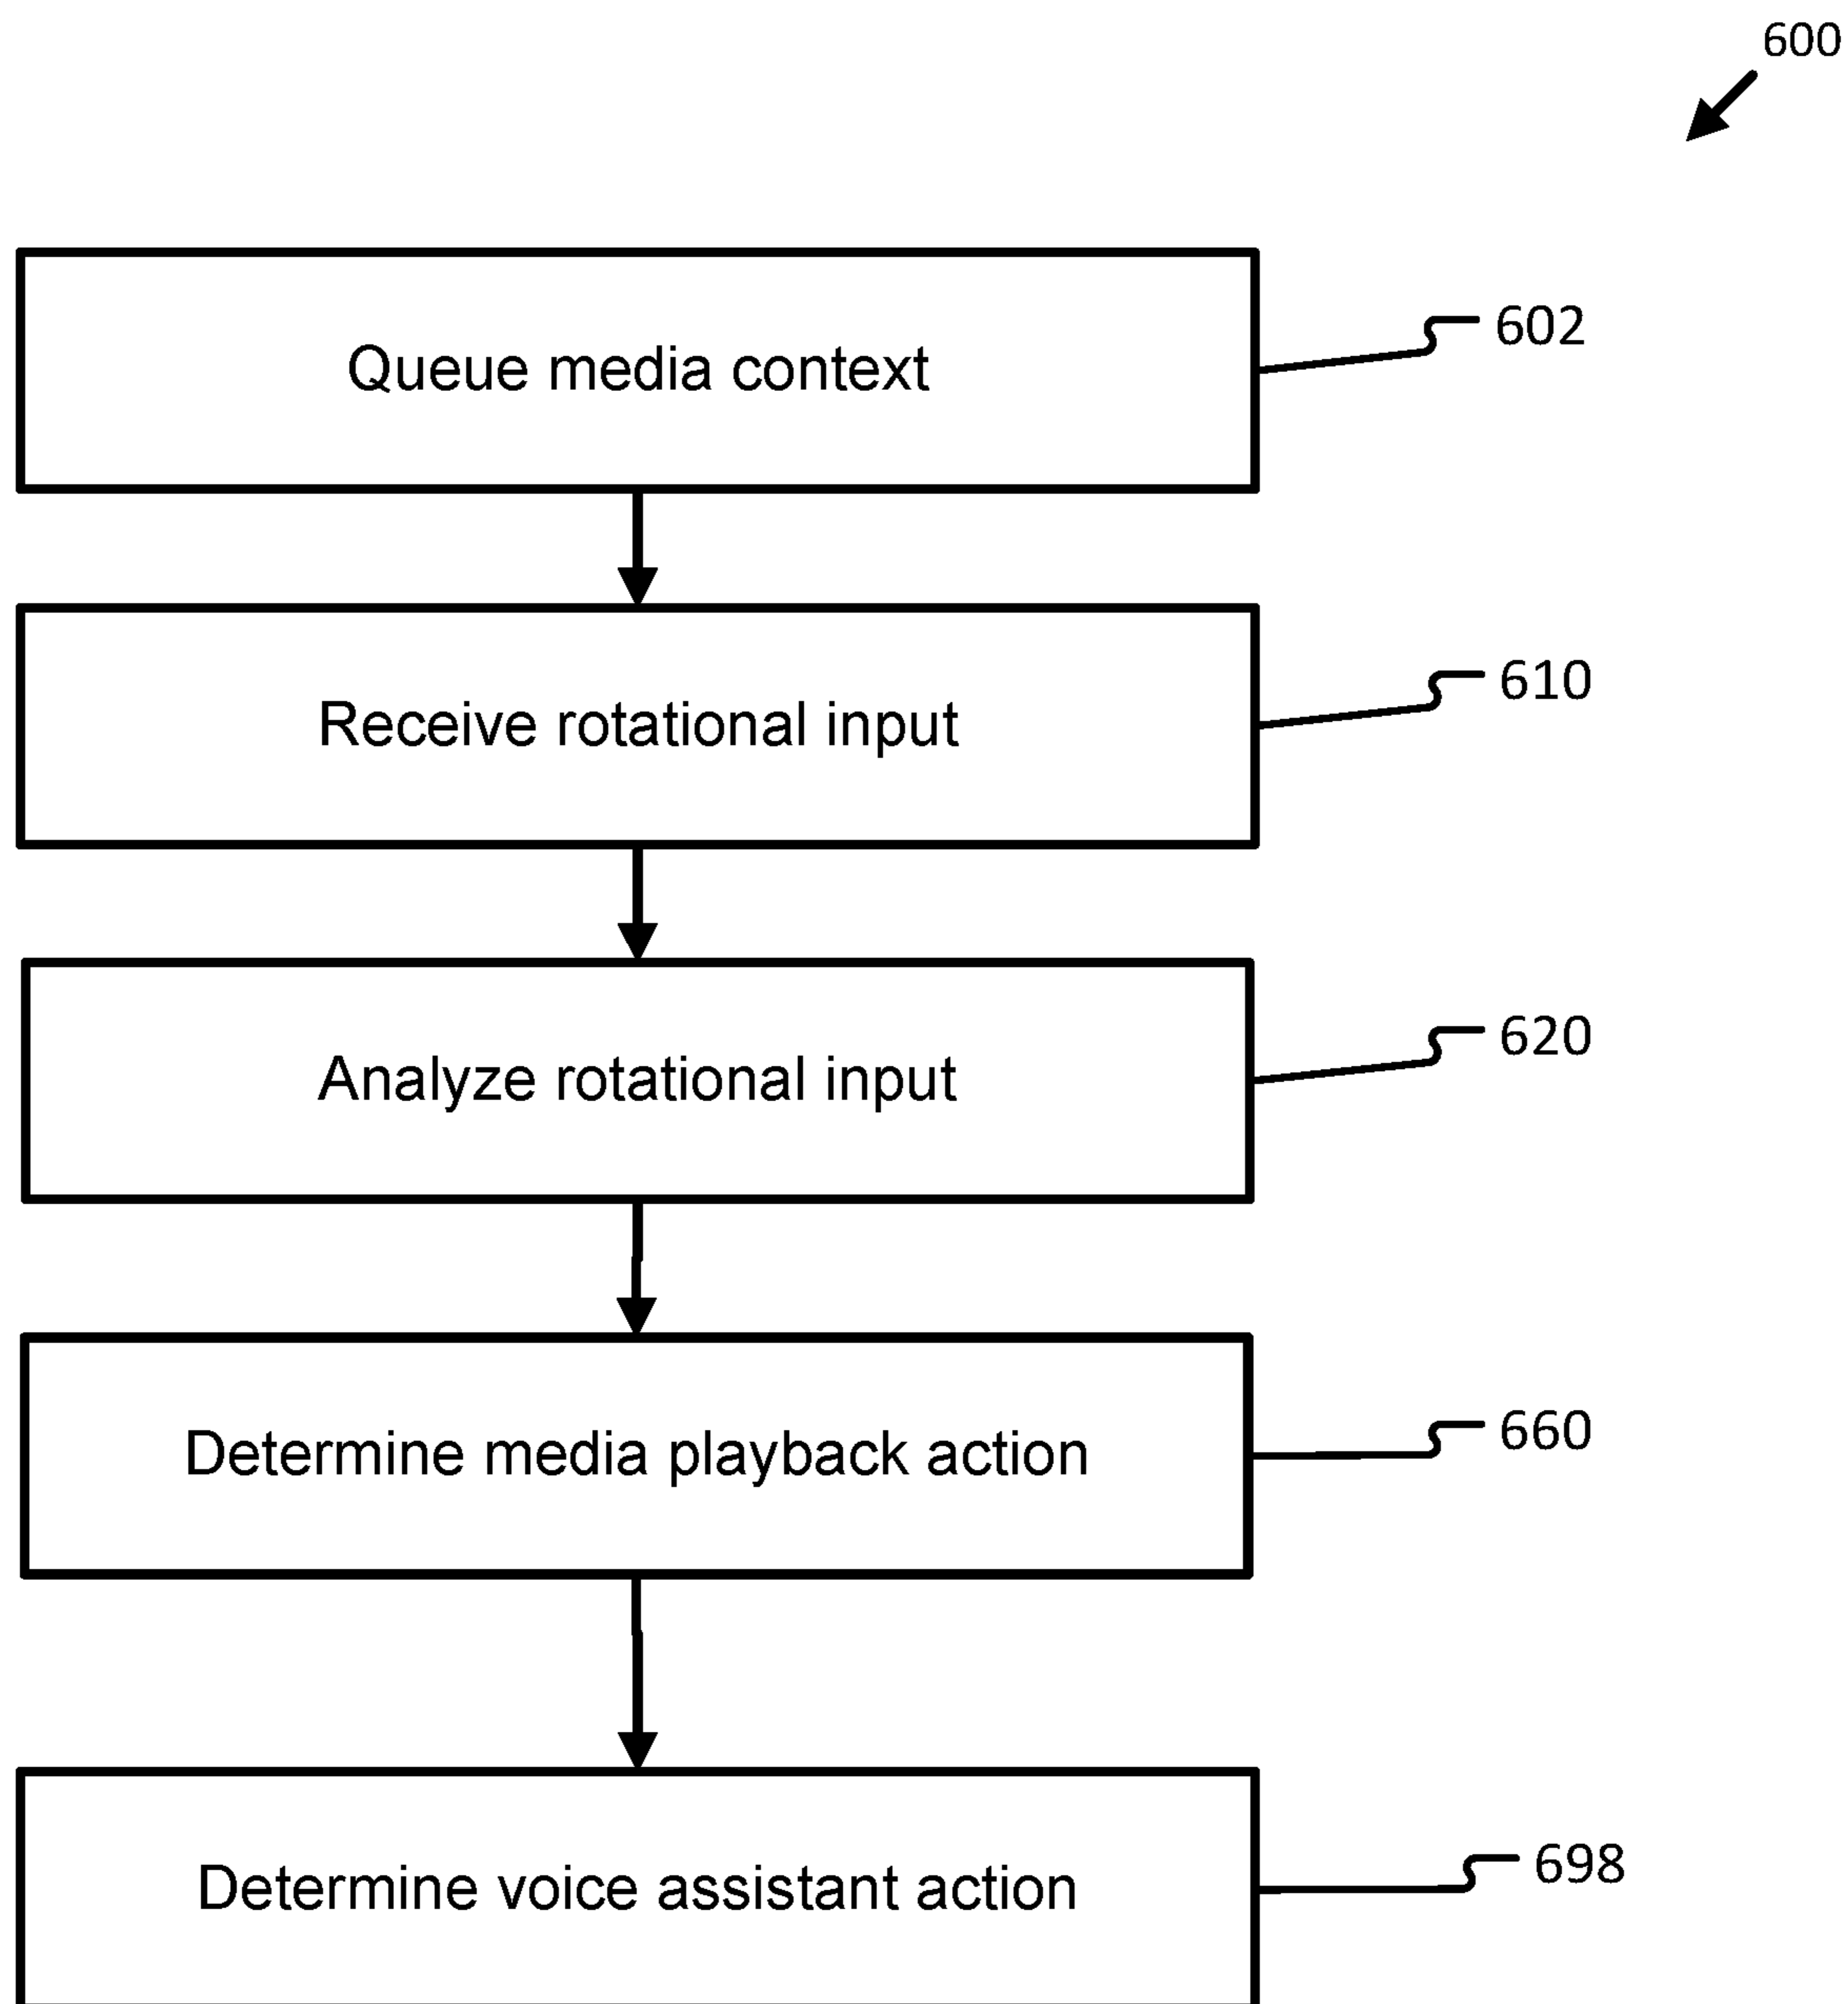 600
Queue media context
602
Receive rotational input
610
Analyze rotational input
620
Determine media playback action
660
Determine voice assistant action
698